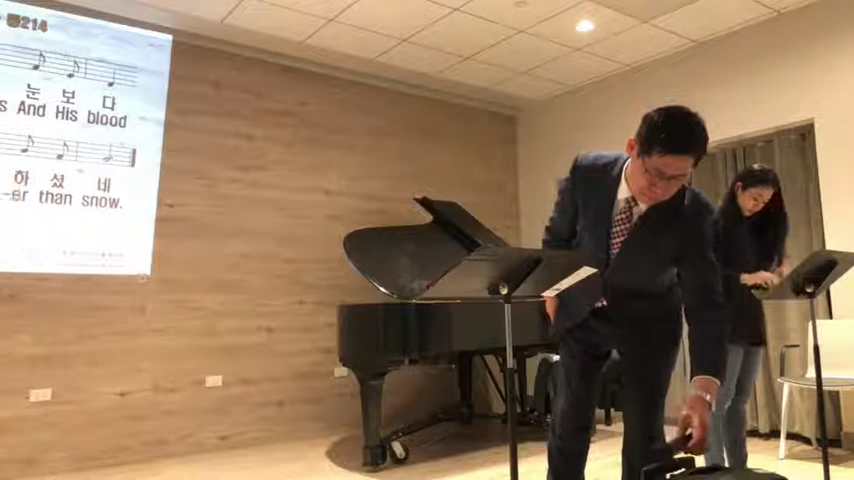 214
눈 보 다
s And His blood
하 셨 네
er than snow.